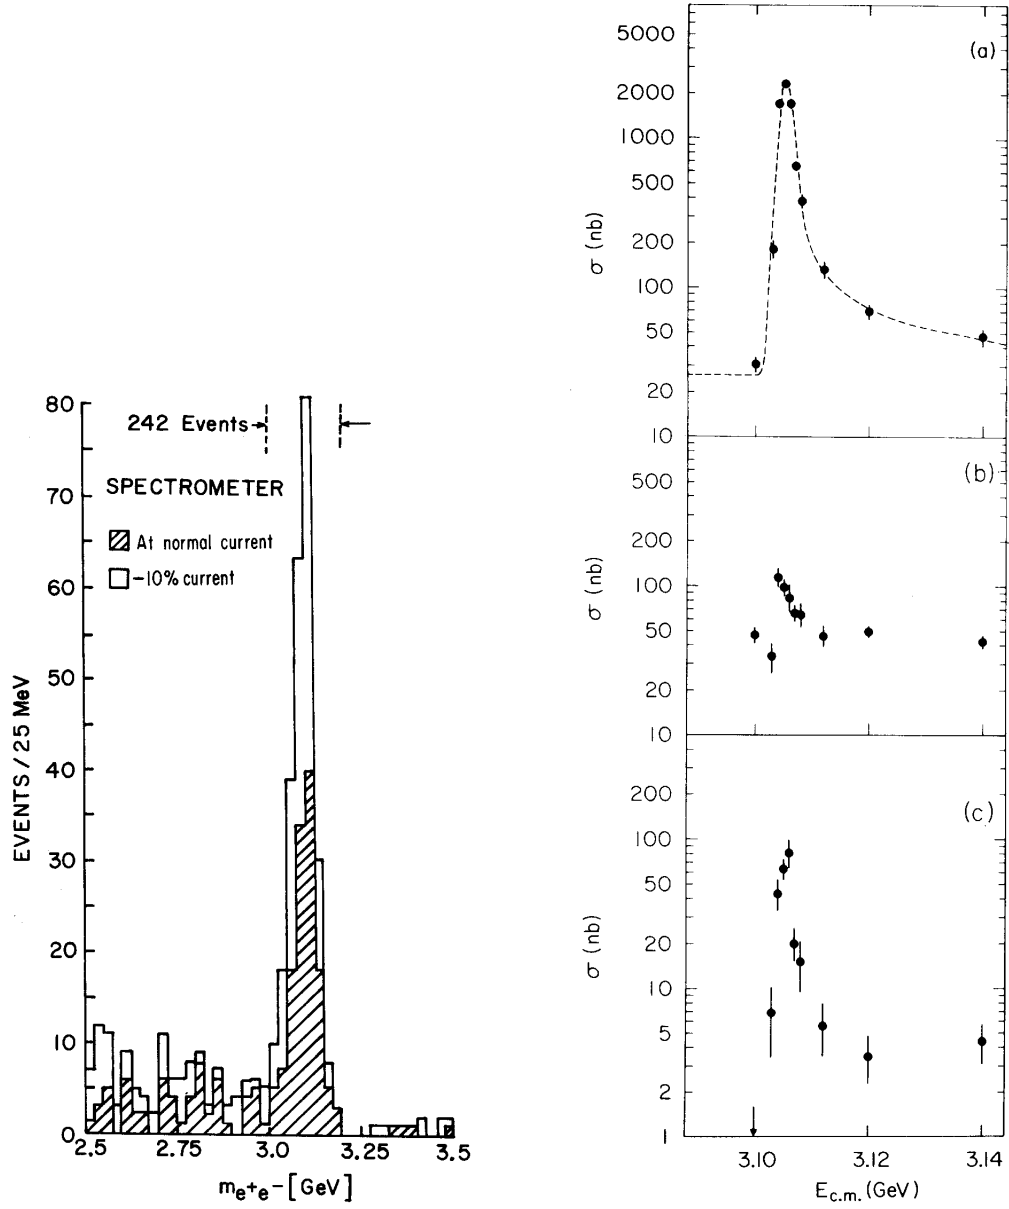 80
242 Events
70
SPECTROMETER
At normal current
60
-10% current
50
EVENTS / 25 MeV
40
30
20
10
0
2.5 2.75 3.0 3.25 3.5
me+e- [GeV]
(a)
5000
2000
1000
500
σ (nb)
200
100
50
20
10
(b)
500
200
σ (nb)
100
50
20
10
(c)
200
100
50
σ (nb)
20
10
5
2
1
3.10 3.12 3.14
Ec.m. (GeV)